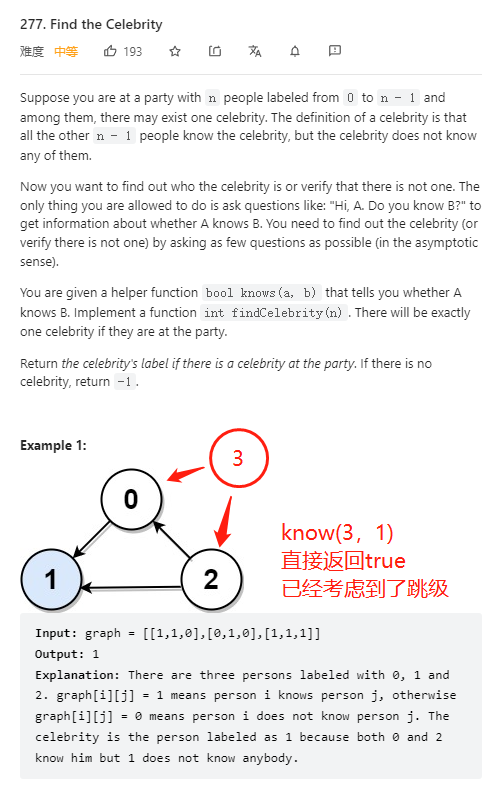 277. Find the Celebrity
难度 中等 193
Suppose you are at a party with n people labeled from 0 to n - 1 and
among them, there may exist one celebrity. The definition of a celebrity is that
all the other n - 1 people know the celebrity, but the celebrity does not know
any of them.
Now you want to find out who the celebrity is or verify that there is not one. The
only thing you are allowed to do is ask questions like: "Hi, A. Do you know B?" to
get information about whether A knows B. You need to find out the celebrity (or
verify there is not one) by asking as few questions as possible (in the asymptotic
sense).
You are given a helper function bool knows(a, b) that tells you whether A
knows B. Implement a function int findCelebrity(n). There will be exactly
one celebrity if they are at the party.
Return the celebrity's label if there is a celebrity at the party. If there is no
celebrity, return -1.
Example 1:
3
0
know(3, 1)
直接返回true
已经考虑到了跳级
1
2
Input: graph = [[1,1,0],[0,1,0],[1,1,1]]
Output: 1
Explanation: There are three persons labeled with 0, 1 and
2. graph[i][j] = 1 means person i knows person j, otherwise
graph[i][j] = 0 means person i does not know person j. The
celebrity is the person labeled as 1 because both 0 and 2
know him but 1 does not know anybody.